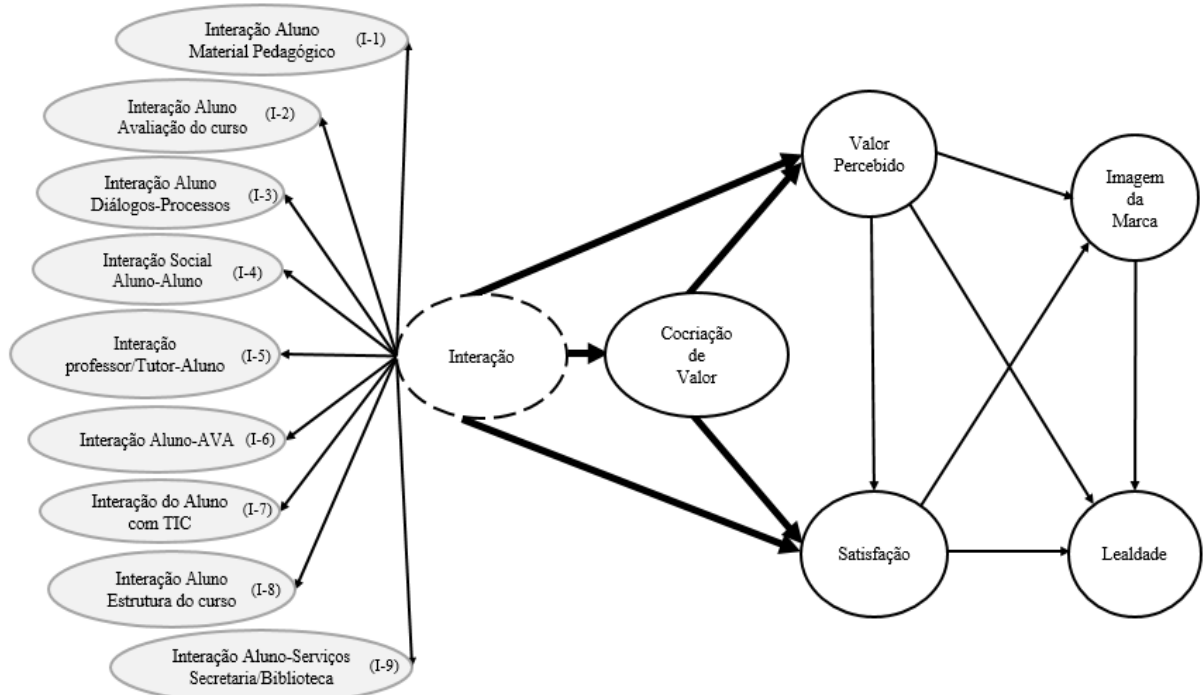 Interação Aluno
Material Pedagógico
(I-1)
Interação Aluno
Avaliação do curso
(I-2)
Interação Aluno
Diálogos-Processos
(I-3)
Interação Social
Aluno-Aluno
(I-4)
Interação
professor/Tutor-Aluno
(I-5)
Interação Aluno-AVA
(I-6)
Interação do Aluno
com TIC
(I-7)
Interação Aluno
Estrutura do curso
(I-8)
Interação Aluno-Serviços
Secretaria/Biblioteca
(I-9)
Interação
Cocriação
de
Valor
Valor
Percebido
Satisfação
Imagem
da
Marca
Lealdade